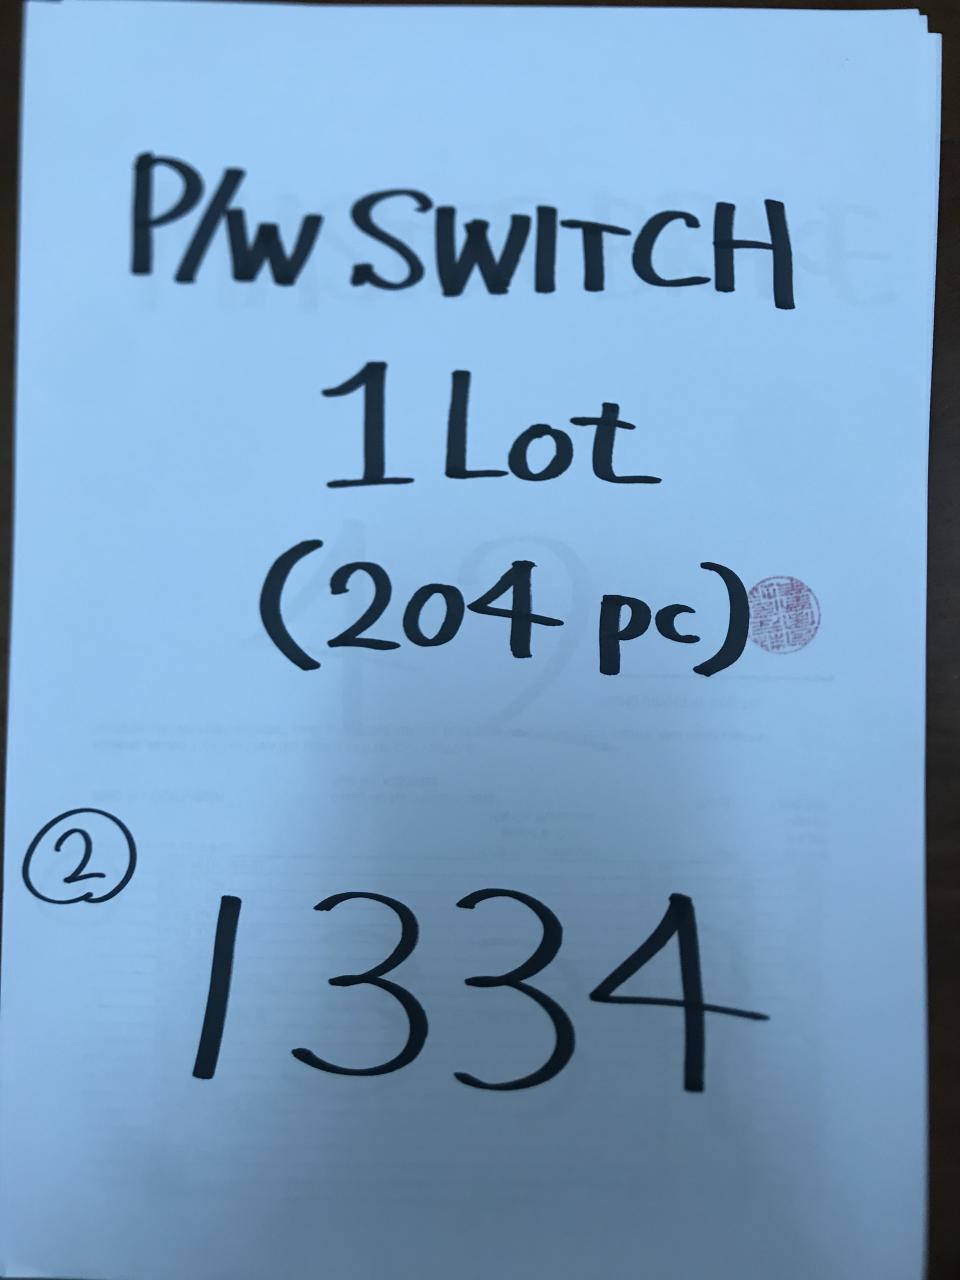 P/W SWITCH
1 Lot
(204 pc)
②
1334